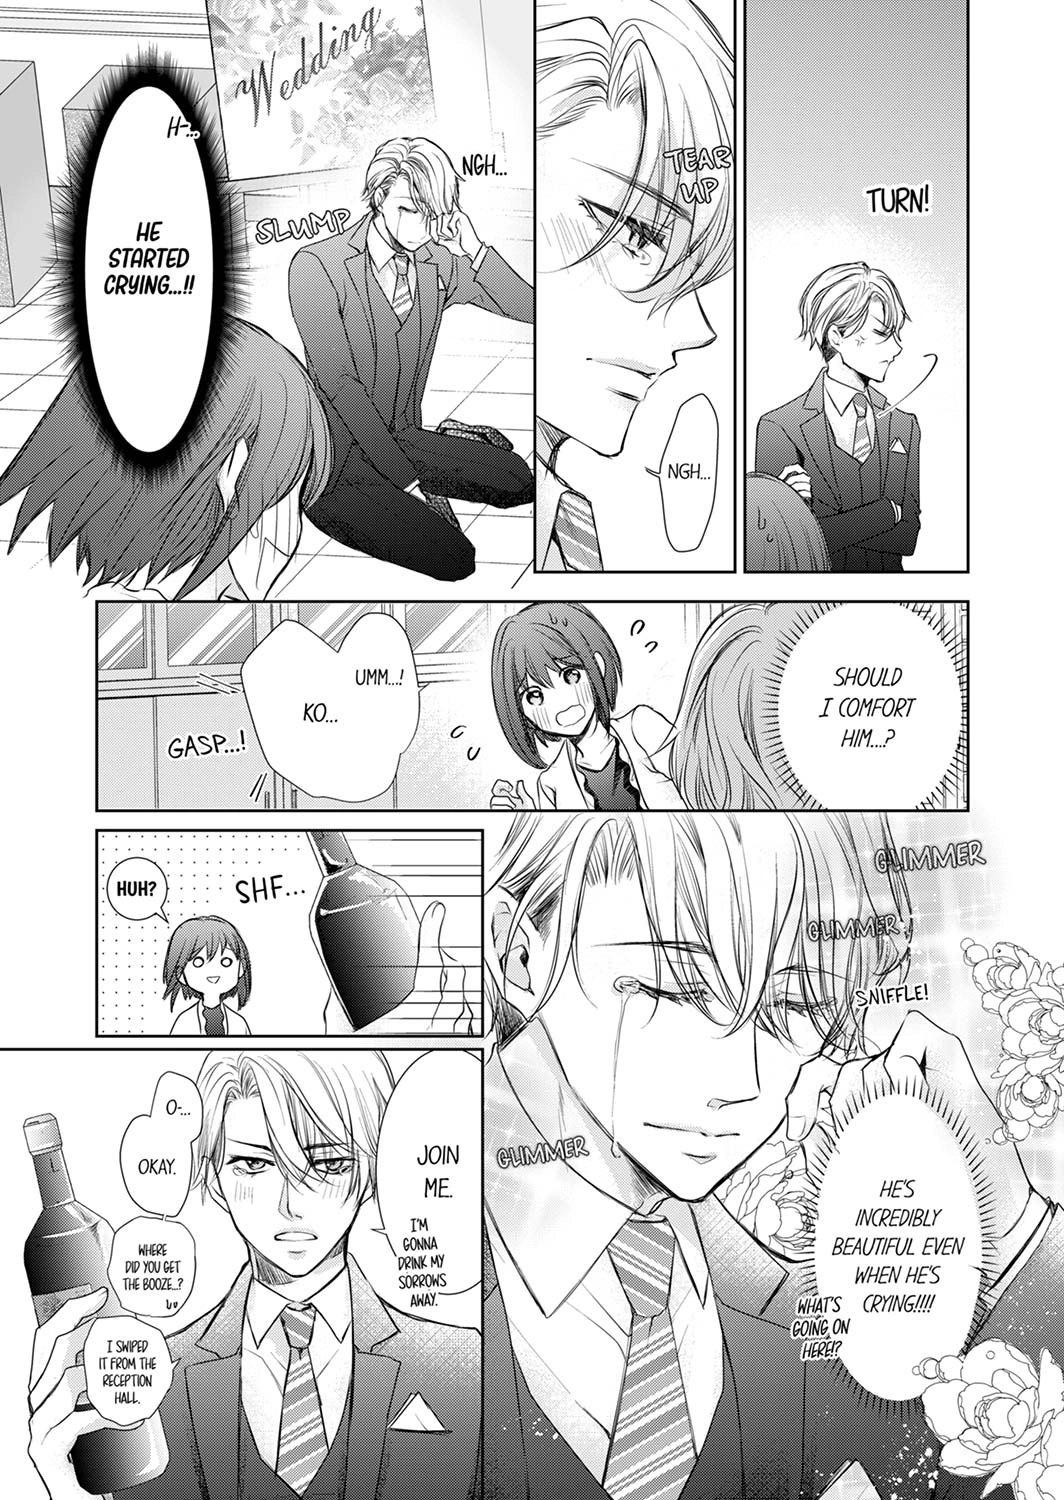 TURN!
TEAR
UP
NGH...
Wedding
NGH...
SLUMP
H-...
HE
STARTED
CRYING...!!
SHOULD
I COMFORT
HIM...?
UMM...!
KO...
GASP...!
GLIMMER
GLIMMER
SNIFFLE!
GLIMMER
HE'S
INCREDIBLY
BEAUTIFUL EVEN
WHEN HE'S
CRYING!!!!
WHAT'S
GOING ON
HERE!?
SHF...
HUH?
JOIN
ME.
I'M
GONNA
DRINK MY
SORROWS
AWAY.
O-...
OKAY.
WHERE
DID YOU GET
THE BOOZE...?
I SWIPED
IT FROM THE
RECEPTION
HALL.